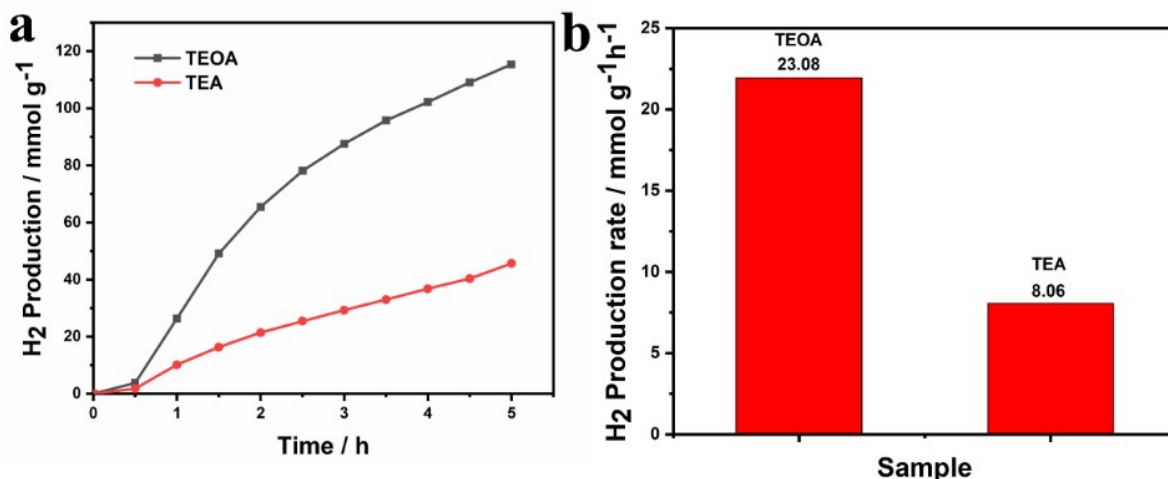 a
H2 Production / mmol g-1
120
100
80
60
40
20
0
TEOA
TEA
0 1 2 3 4 5
Time / h
b
H2 Production rate / mmol g-1h-1
25
20
15
10
5
0
TEOA
23.08
TEA
8.06
Sample